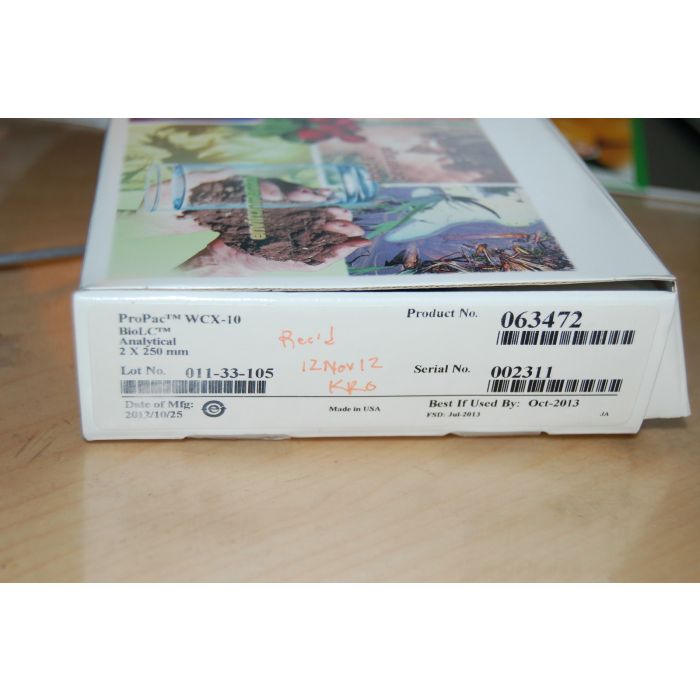 environmental
ProPac™ WCX-10
BioLC™
Analytical
2 X 250 mm
Lot No. 011-33-105
Date of Mfg:
2012/10/25
Rec'd
12Nov12
KRG
Made in USA
Product No. 063472
Serial No. 002311
Best If Used By: Oct-2013
FSD: Jul-2013
JA